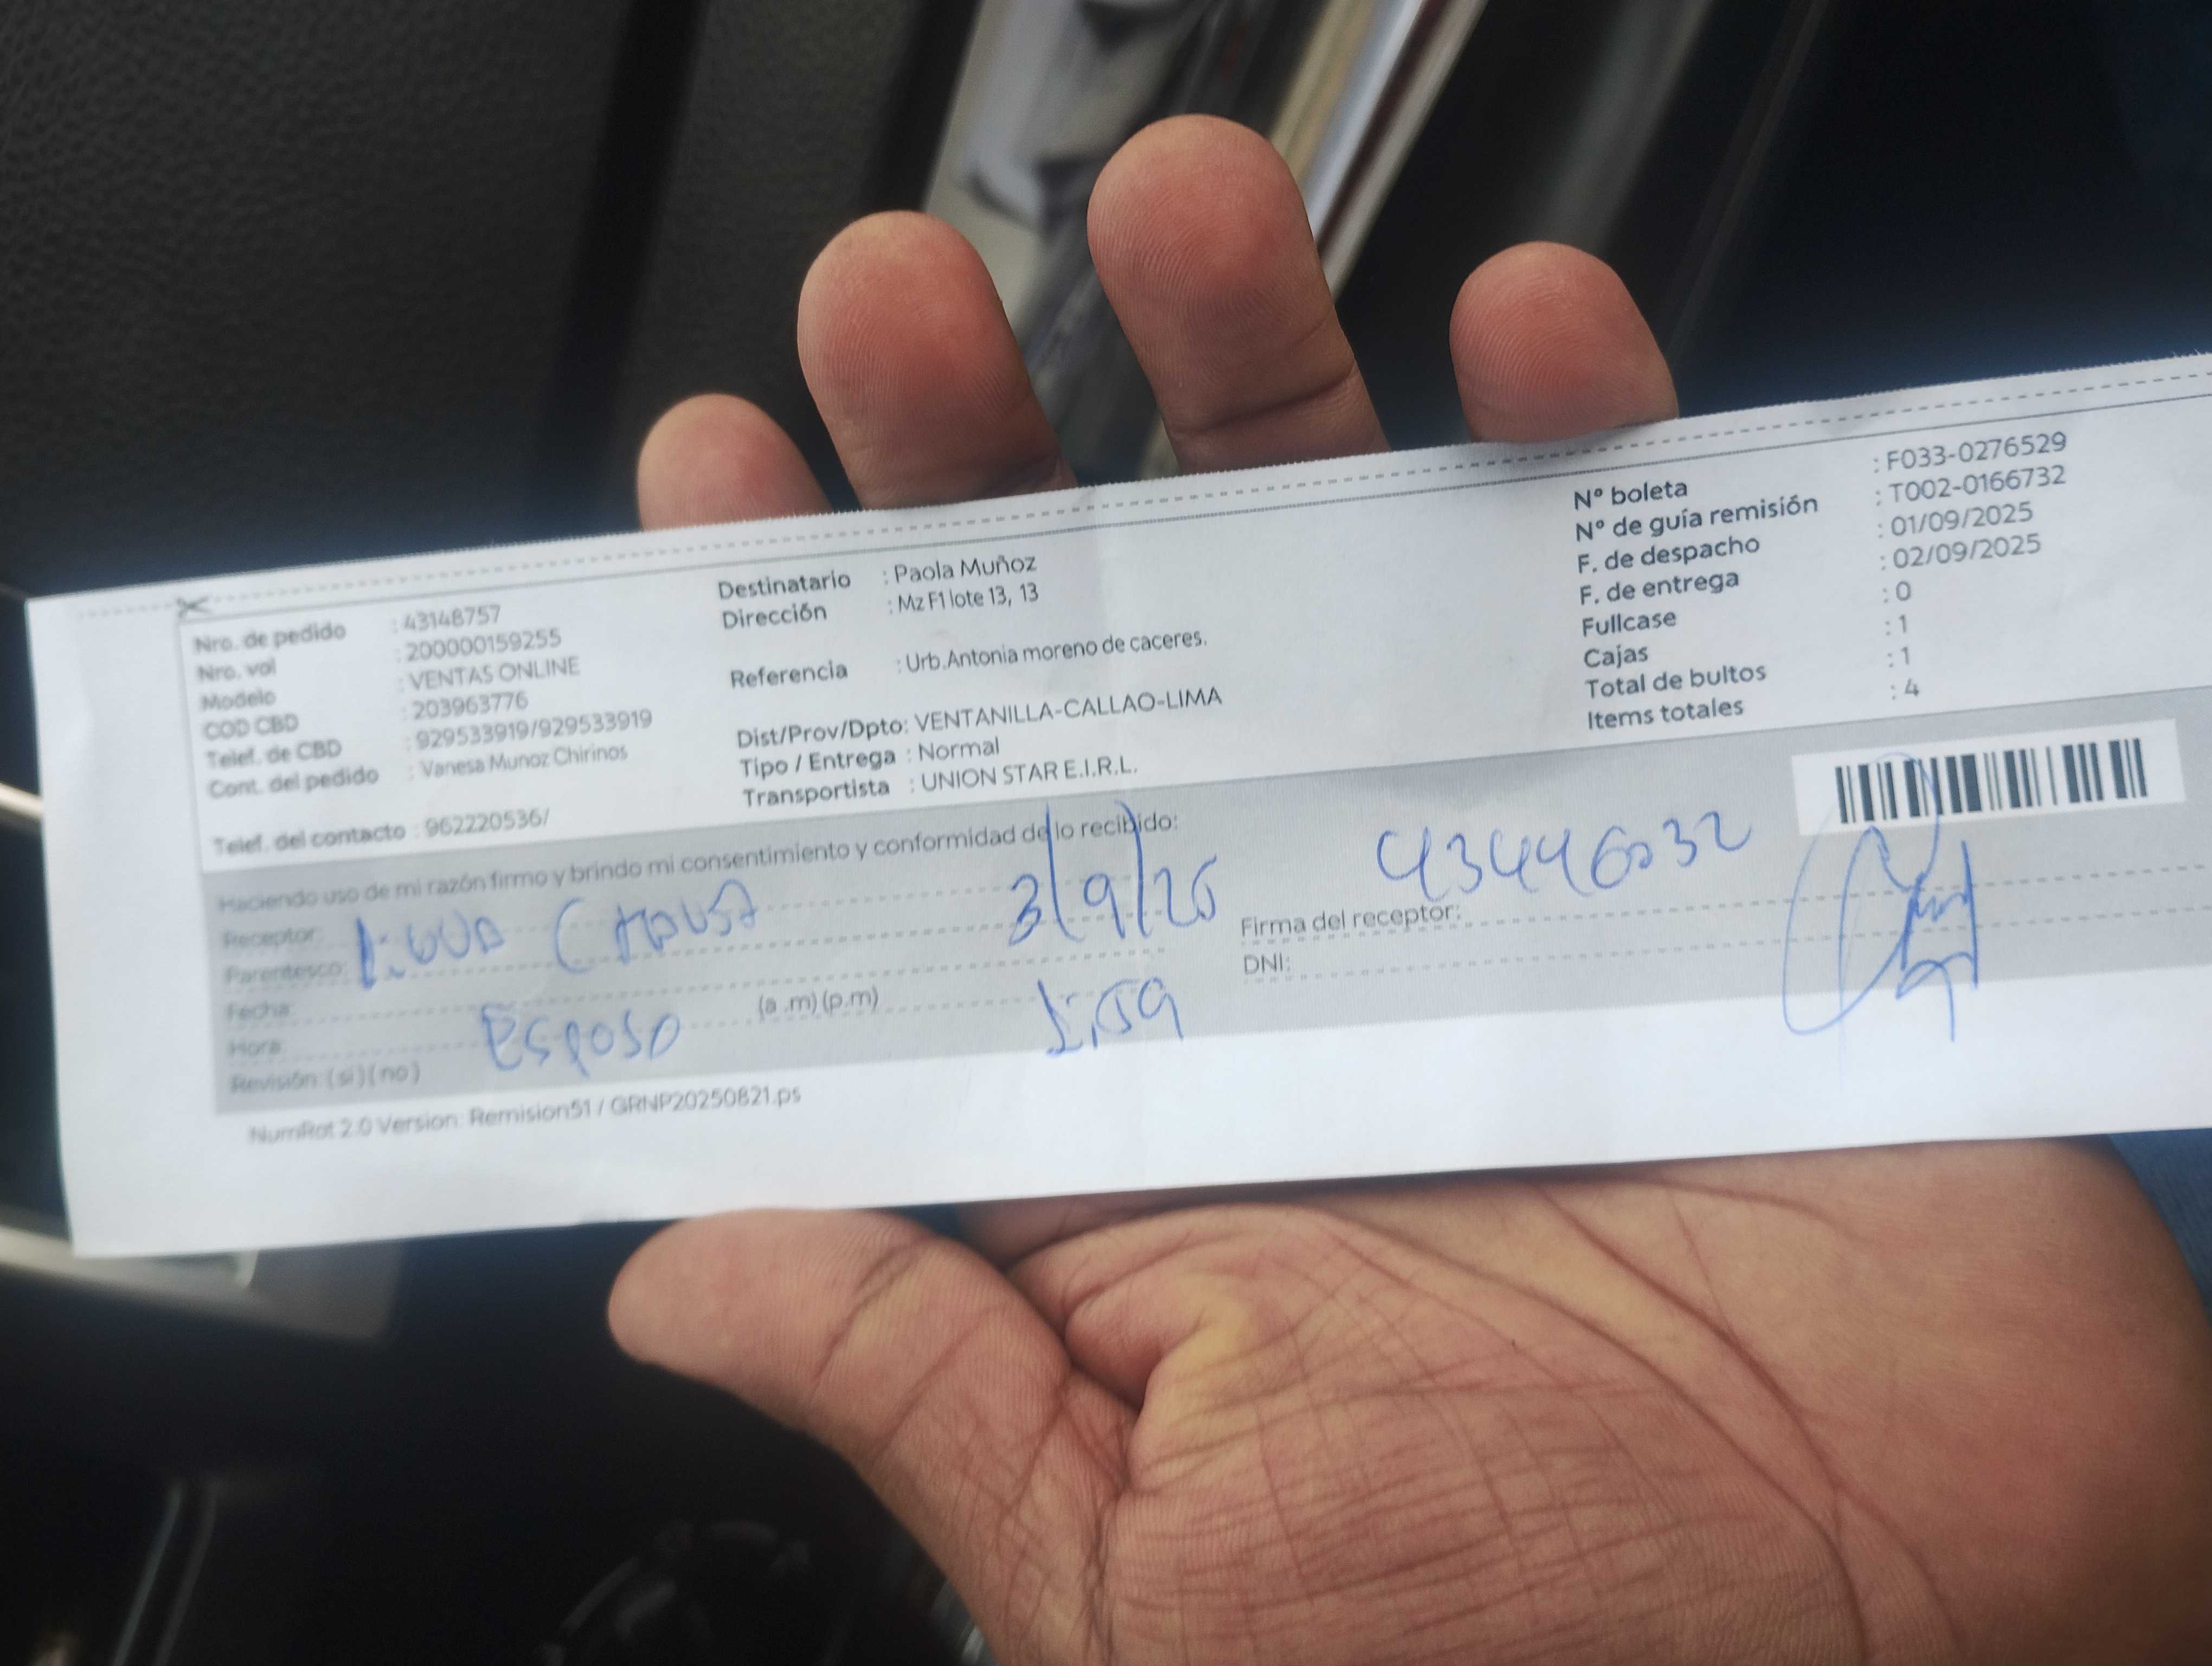 Nro. de pedido : 43148757
Nro. vol : 200000159255
Modelo : VENTAS ONLINE
COD CBD : 203963776
Telef. de CBD : 929533919/929533919
Cont. del pedido : Vanesa Munoz Chirinos
Telef. del contacto : 962220536/
Destinatario : Paola Muñoz
Dirección : Mz F1 lote 13, 13
Referencia : Urb.Antonia moreno de caceres.
Dist/Prov/Dpto: VENTANILLA-CALLAO-LIMA
Tipo / Entrega : Normal
Transportista : UNION STAR E.I.R.L.
Nº boleta : F033-0276529
Nº de guía remisión : T002-0166732
F. de despacho : 01/09/2025
F. de entrega : 02/09/2025
Fullcase : 0
Cajas : 1
Total de bultos : 1
Items totales : 4
Haciendo uso de mi razón firmo y brindo mi consentimiento y conformidad de lo recibido:
Receptor:
Parentesco:
3/9/25
Fecha:
Hora: (a .m) (p.m)
Esposo
1:59
Revisión: ( si ) ( no )
43446032
Firma del receptor:
DNI:
NumRot 2.0 Version: Remision51 / GRNP20250821.ps